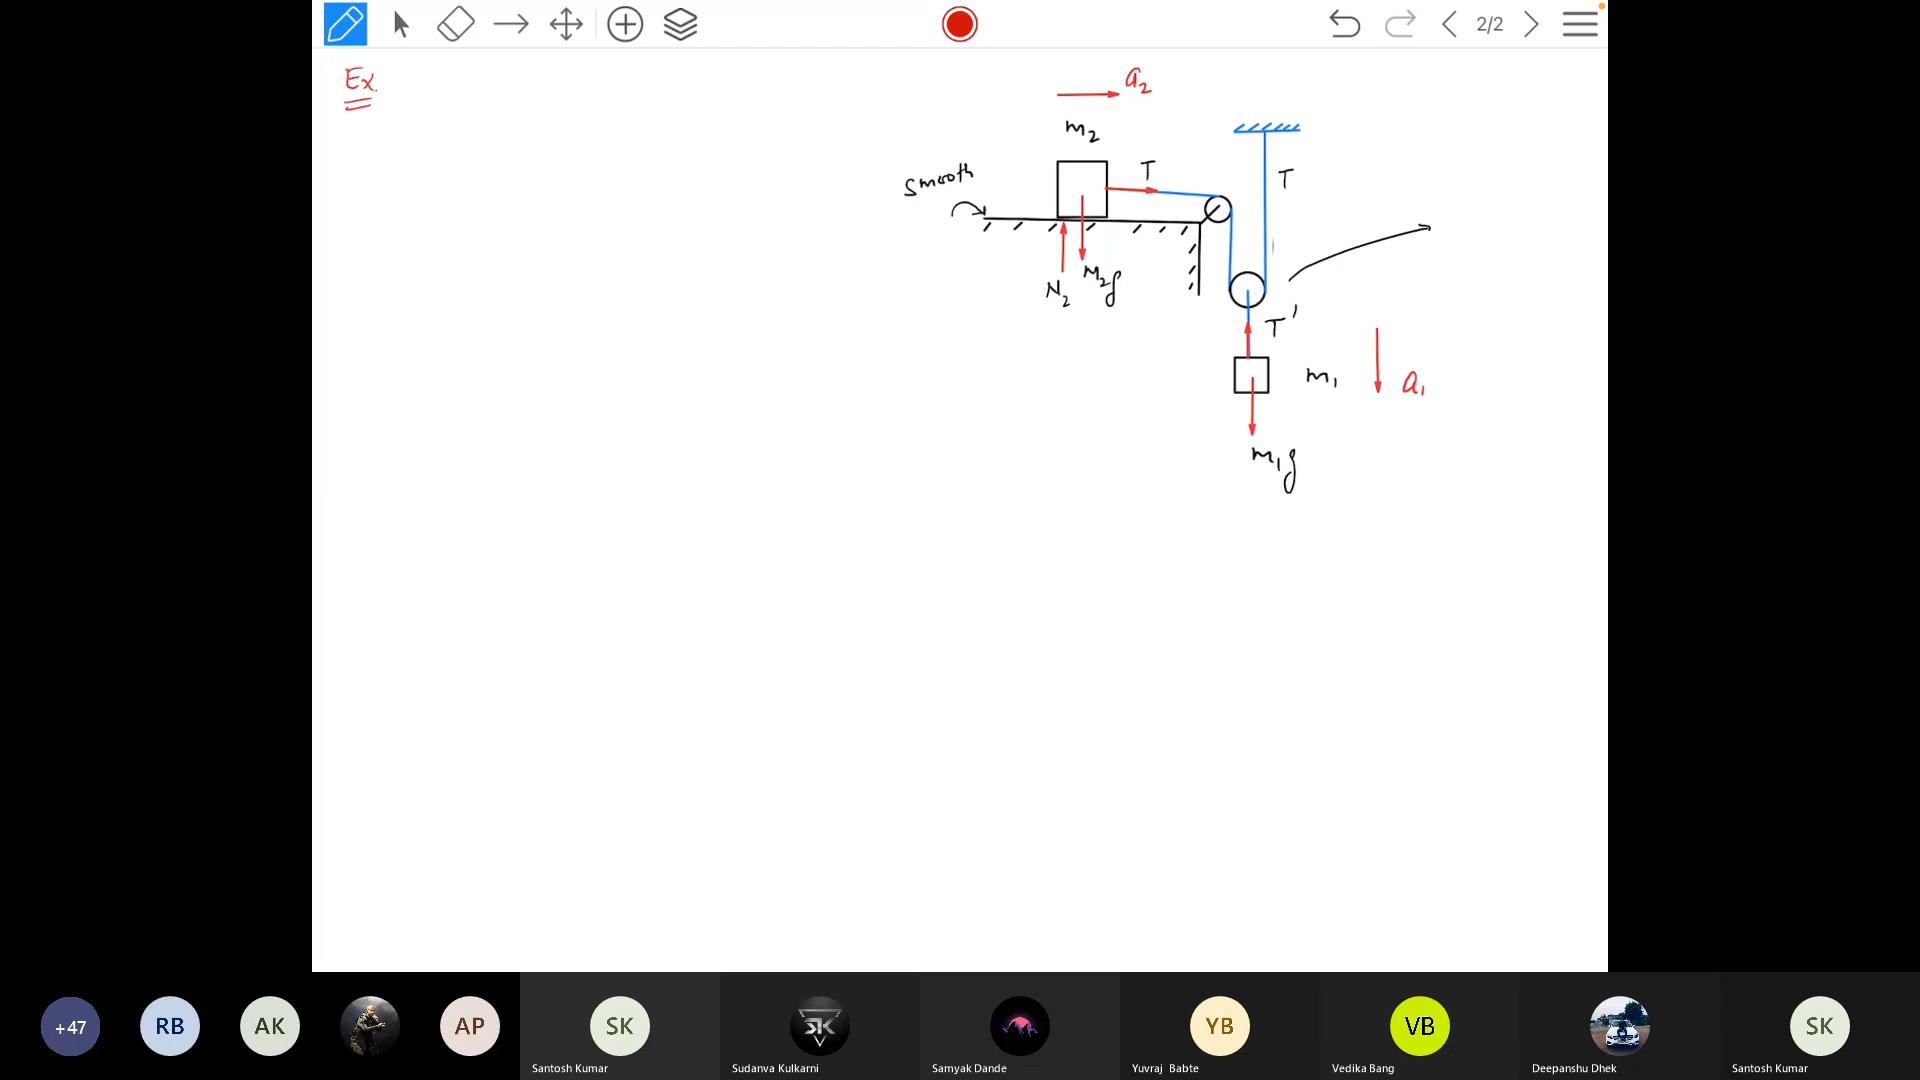 2/2
Ex.
a2
m2
Smooth
T
T
N2
M2g
T'
m1
a1
m1g
+47
RB
AK
AP
SK
SK
YB
VB
SK
Santosh Kumar
Sudanva Kulkarni
Samyak Dande
Yuvraj Babte
Vedika Bang
Deepanshu Dhek
Santosh Kumar